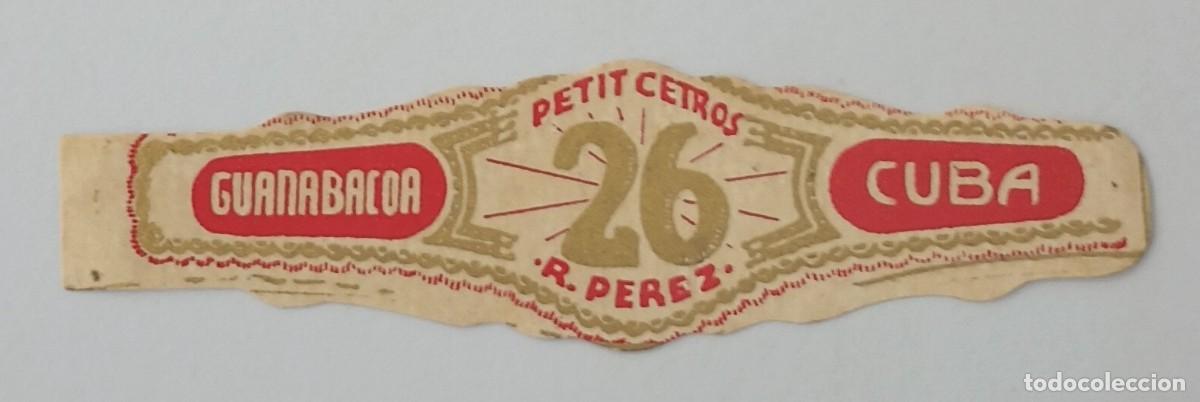 PETIT CETROS
GUANABACOA
26
CUBA
·R. PEREZ·
todocoleccion